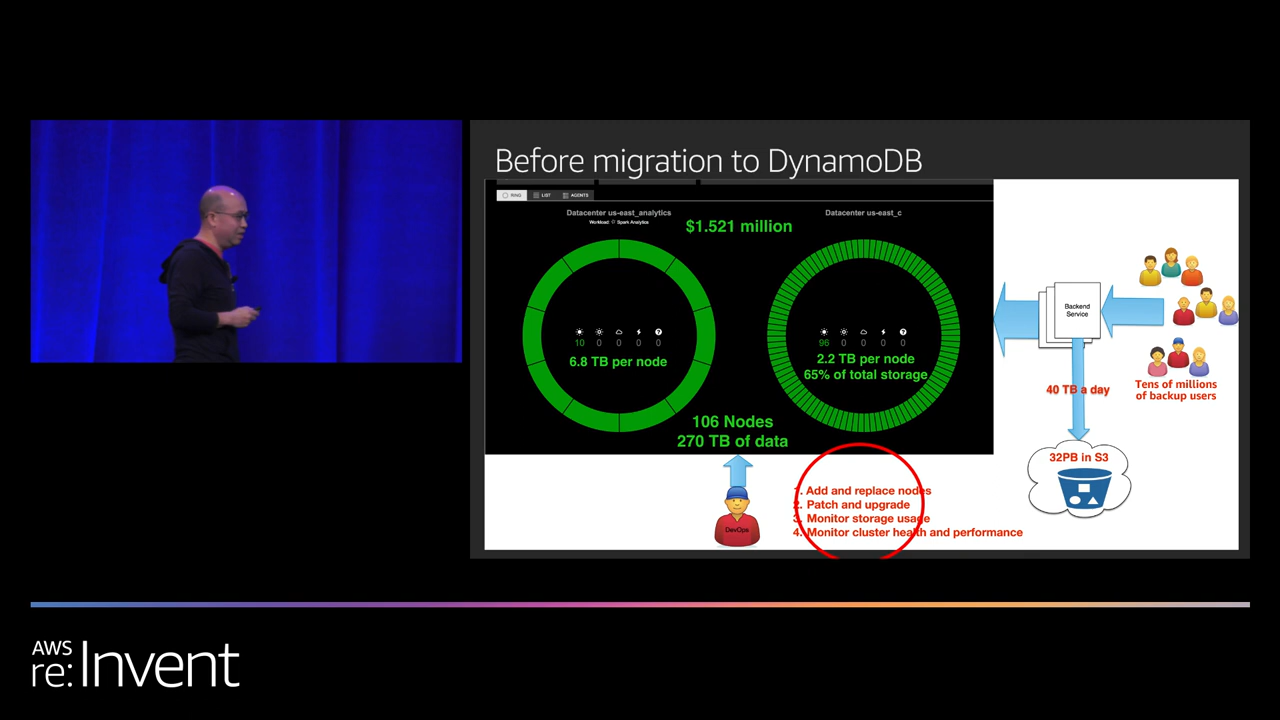 Before migration to DynamoDB
RING LIST AGENTS
Datacenter us-east_analytics
Workload: Spark Analytics
$1.521 million
Datacenter us-east_c
10 0 0 0 0
6.8 TB per node
96 0 0 0 0
2.2 TB per node
65% of total storage
106 Nodes
270 TB of data
Backend
Service
40 TB a day
Tens of millions
of backup users
32PB in S3
DevOps
1. Add and replace nodes
2. Patch and upgrade
3. Monitor storage usage
4. Monitor cluster health and performance
AWS
re:Invent